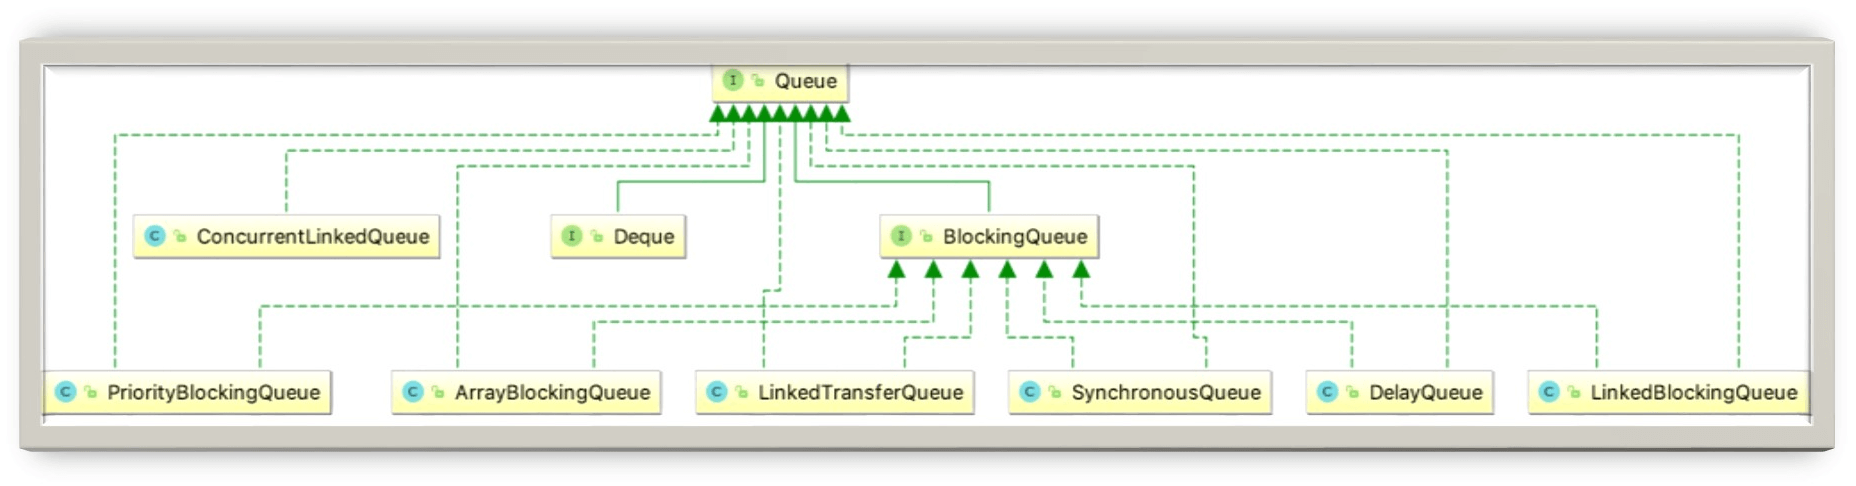 I Queue
C ConcurrentLinkedQueue
I Deque
I BlockingQueue
C PriorityBlockingQueue
C ArrayBlockingQueue
C LinkedTransferQueue
C SynchronousQueue
C DelayQueue
C LinkedBlockingQueue